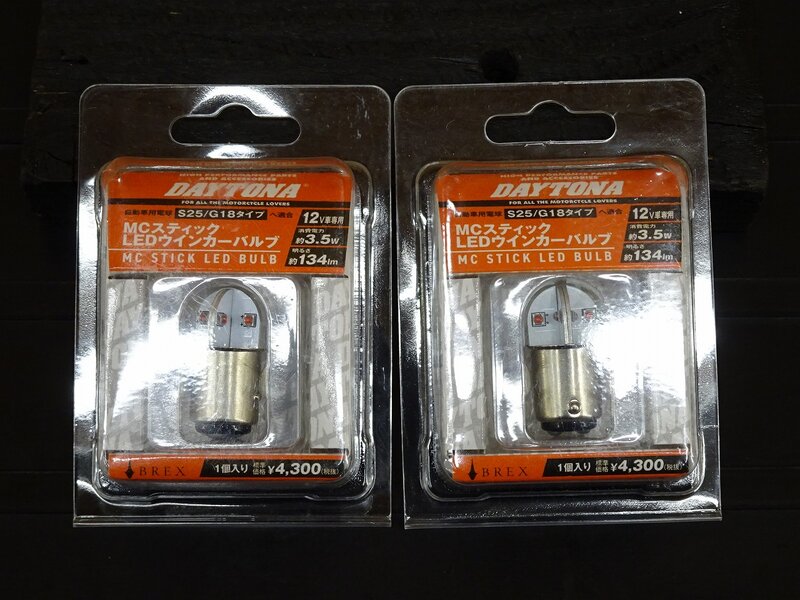 HIGH PERFORMANCE PARTS
AND ACCESSORIES
DAYTONA
FOR ALL THE MOTORCYCLE LOVERS
自動車用電球 S25/G18タイプ へ適合
12V車専用
MCスティック
LEDウインカーバルブ
MC STICK LED BULB
消費電力
約3.5W
明るさ
約134lm
BREX
1個入り 標準価格 ¥4,300(税抜)
HIGH PERFORMANCE PARTS
AND ACCESSORIES
DAYTONA
FOR ALL THE MOTORCYCLE LOVERS
自動車用電球 S25/G18タイプ へ適合
12V車専用
MCスティック
LEDウインカーバルブ
MC STICK LED BULB
消費電力
約3.5W
明るさ
約134lm
BREX
1個入り 標準価格 ¥4,300(税抜)